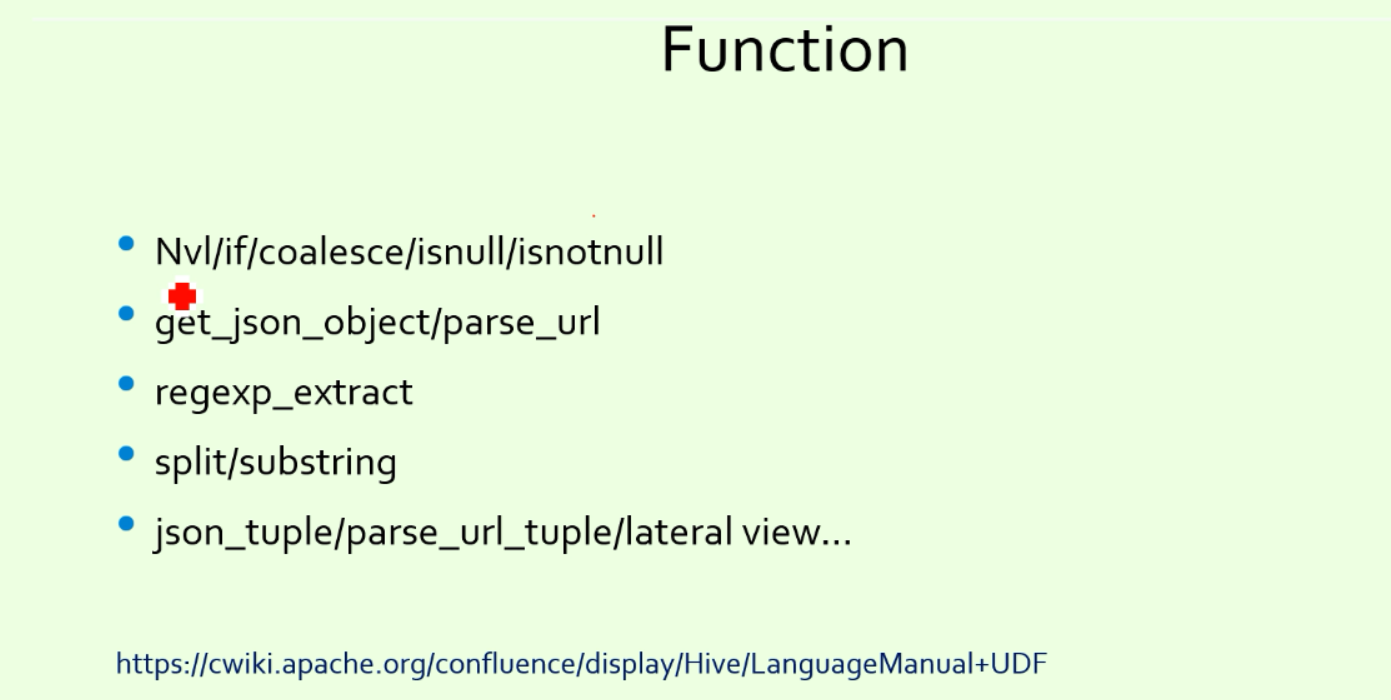 Function
Nvl/if/coalesce/isnull/isnotnull
get_json_object/parse_url
regexp_extract
split/substring
json_tuple/parse_url_tuple/lateral view...
https://cwiki.apache.org/confluence/display/Hive/LanguageManual+UDF